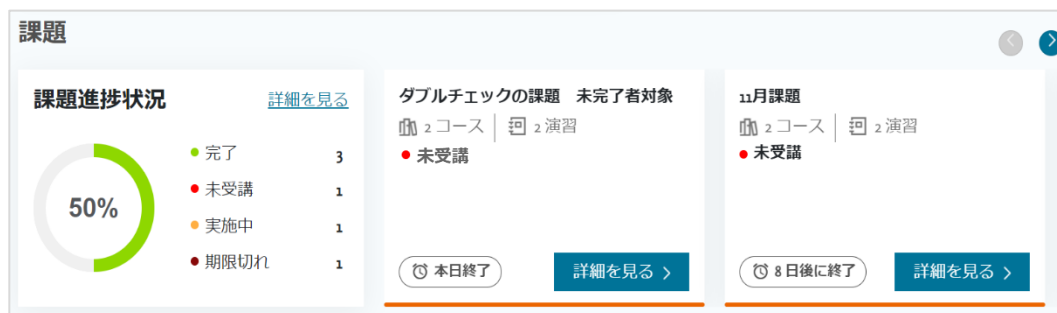 課題
課題進捗状況
詳細を見る
50%
完了 3
未受講 1
実施中 1
期限切れ 1
ダブルチェックの課題　未完了者対象
2 コース 2 演習
未受講
本日終了
詳細を見る
11月課題
2 コース 2 演習
未受講
8 日後に終了
詳細を見る